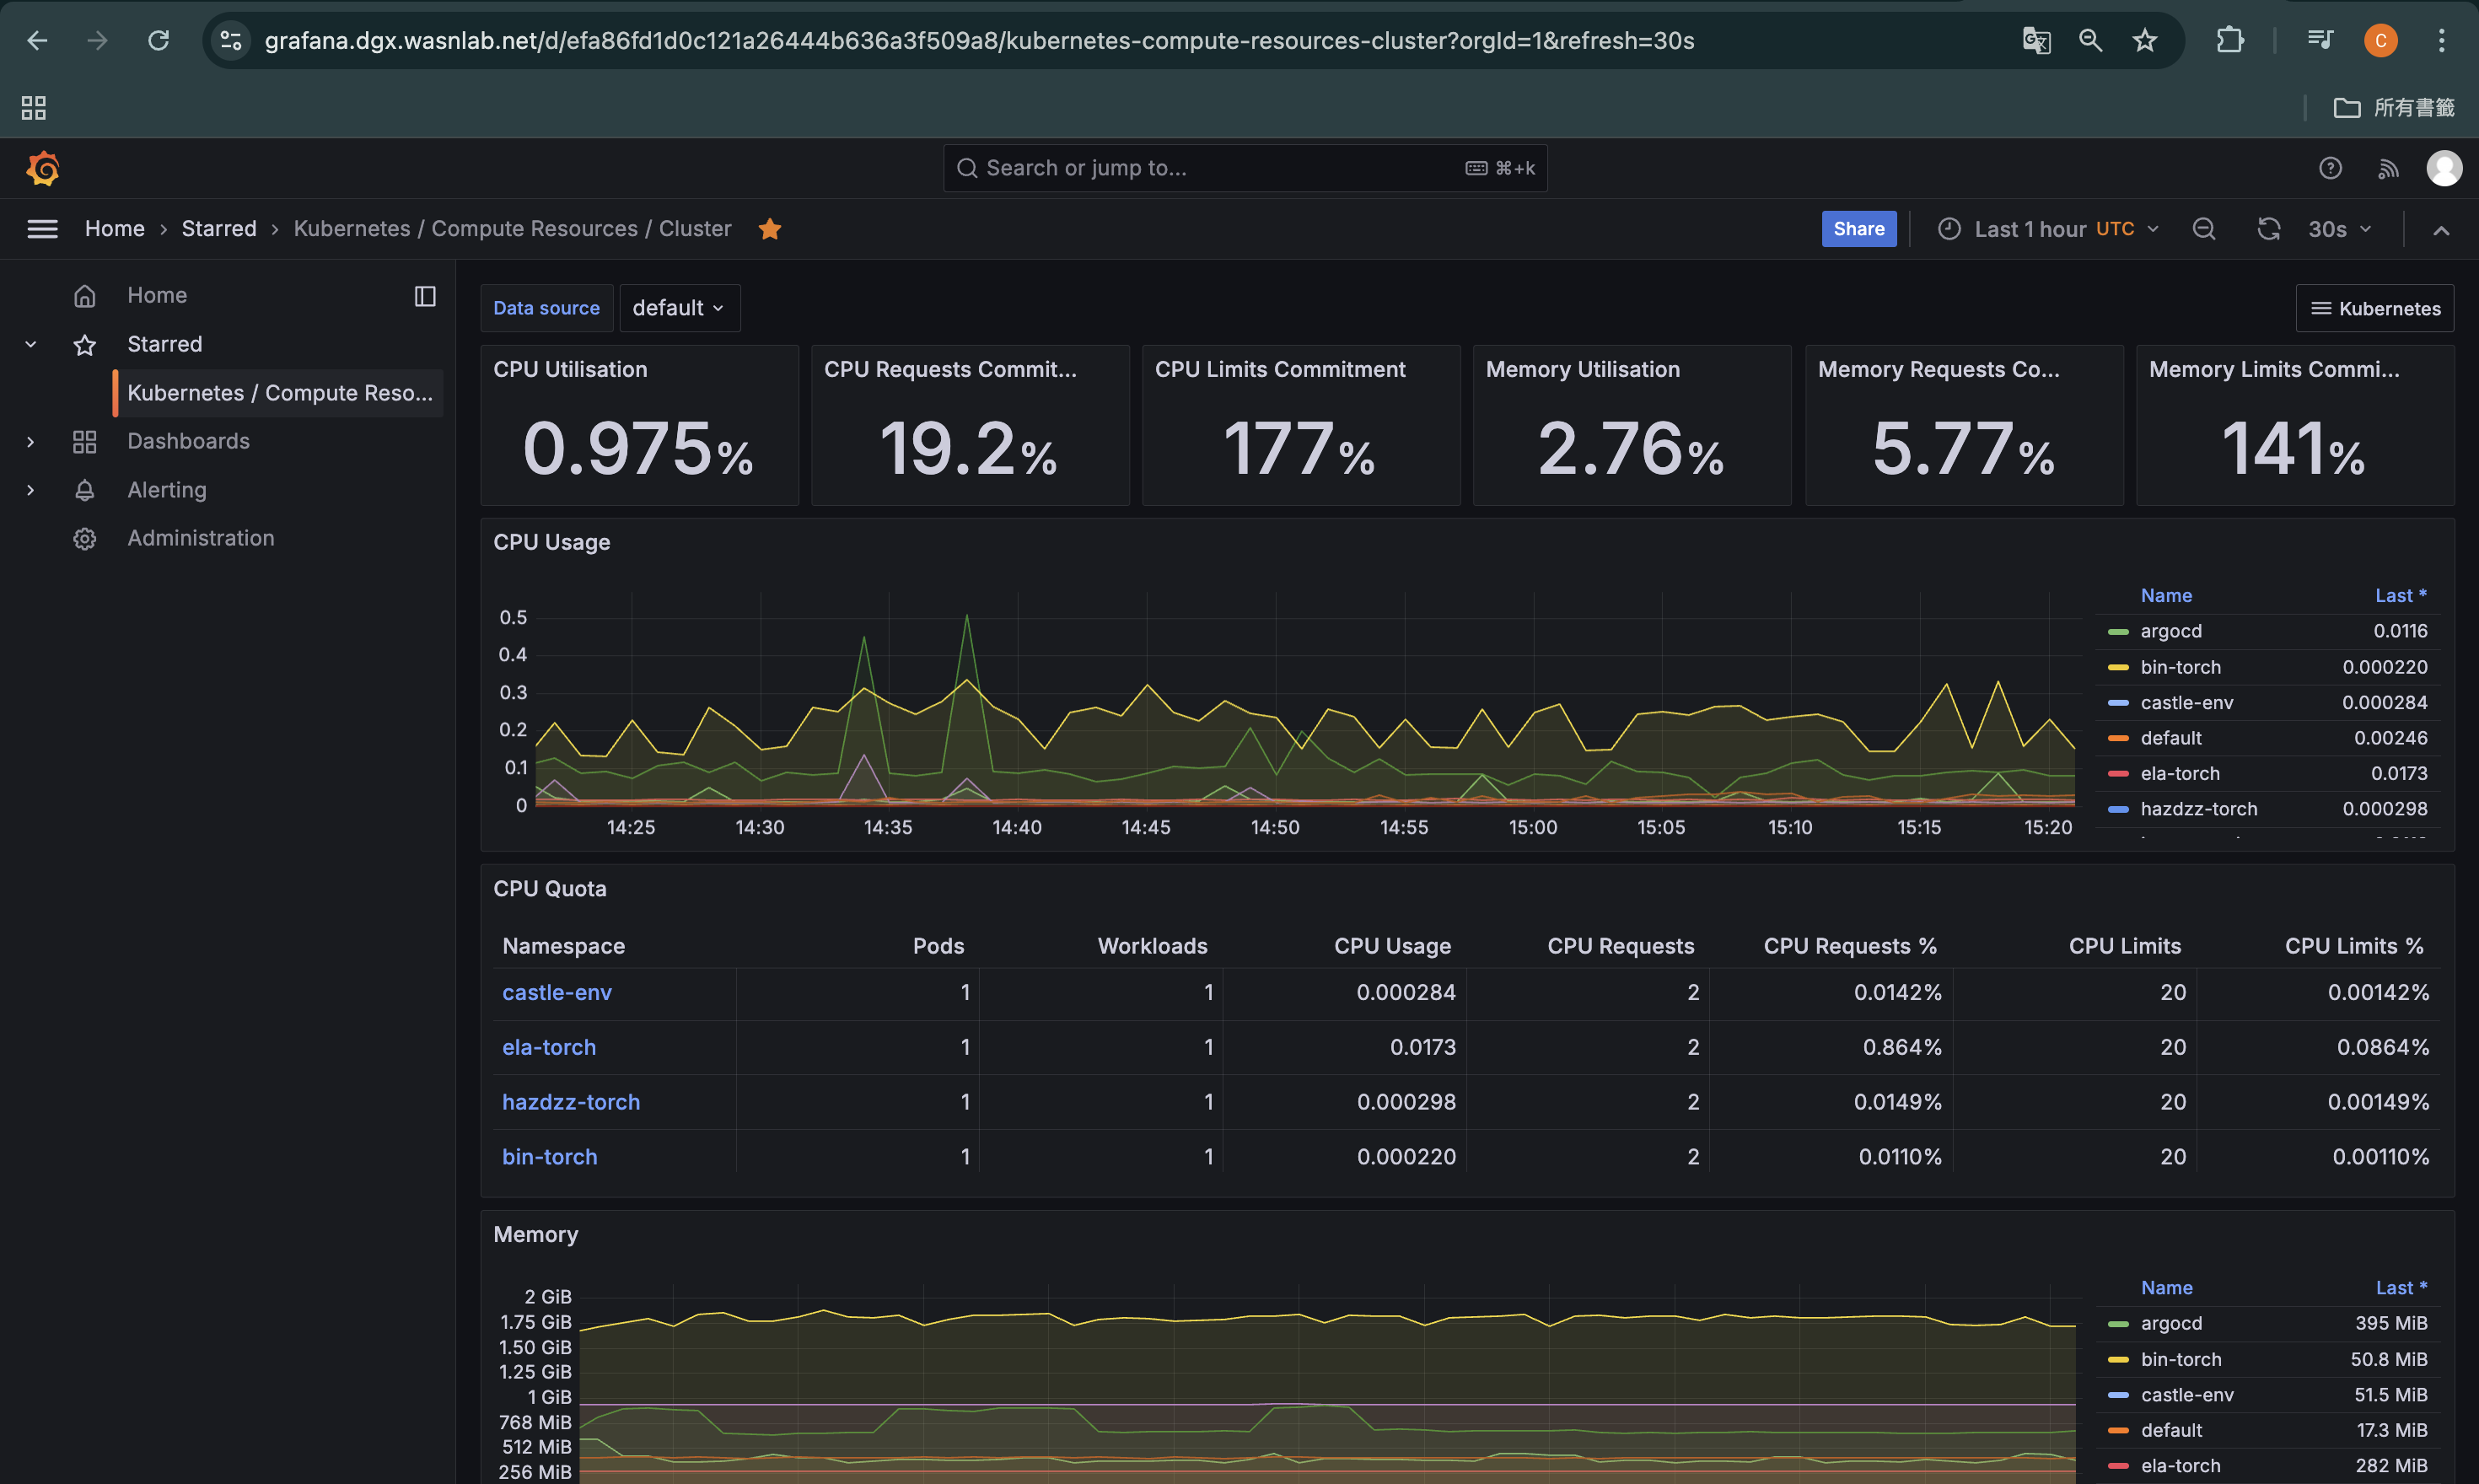 grafana.dgx.wasnlab.net/d/efa86fd1d0c121a26444b636a3f509a8/kubernetes-compute-resources-cluster?orgId=1&refresh=30s
C
所有書籤
Search or jump to...
⌘+k
Home › Starred › Kubernetes / Compute Resources / Cluster
Share
Last 1 hour UTC
30s
Home
Starred
Kubernetes / Compute Reso...
Dashboards
Alerting
Administration
Data source
default
Kubernetes
CPU Utilisation
0.975%
CPU Requests Commit...
19.2%
CPU Limits Commitment
177%
Memory Utilisation
2.76%
Memory Requests Co...
5.77%
Memory Limits Commi...
141%
CPU Usage
0.5
0.4
0.3
0.2
0.1
0
14:25 14:30 14:35 14:40 14:45 14:50 14:55 15:00 15:05 15:10 15:15 15:20
Name Last *
argocd 0.0116
bin-torch 0.000220
castle-env 0.000284
default 0.00246
ela-torch 0.0173
hazdzz-torch 0.000298
CPU Quota
Namespace Pods Workloads CPU Usage CPU Requests CPU Requests % CPU Limits CPU Limits %
castle-env 1 1 0.000284 2 0.0142% 20 0.00142%
ela-torch 1 1 0.0173 2 0.864% 20 0.0864%
hazdzz-torch 1 1 0.000298 2 0.0149% 20 0.00149%
bin-torch 1 1 0.000220 2 0.0110% 20 0.00110%
Memory
2 GiB
1.75 GiB
1.50 GiB
1.25 GiB
1 GiB
768 MiB
512 MiB
256 MiB
Name Last *
argocd 395 MiB
bin-torch 50.8 MiB
castle-env 51.5 MiB
default 17.3 MiB
ela-torch 282 MiB